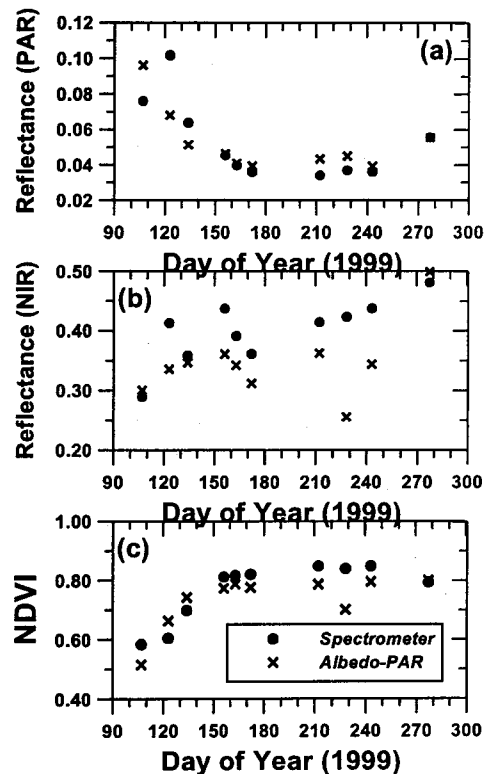 0.12
0.10
0.08
0.06
0.04
0.02
Reflectance (PAR)
(a)
90 120 150 180 210 240 270 300
Day of Year (1999)
0.50
0.40
0.30
0.20
Reflectance (NIR)
(b)
90 120 150 180 210 240 270 300
Day of Year (1999)
1.00
0.80
0.60
0.40
NDVI
(c)
Spectrometer
Albedo-PAR
90 120 150 180 210 240 270 300
Day of Year (1999)